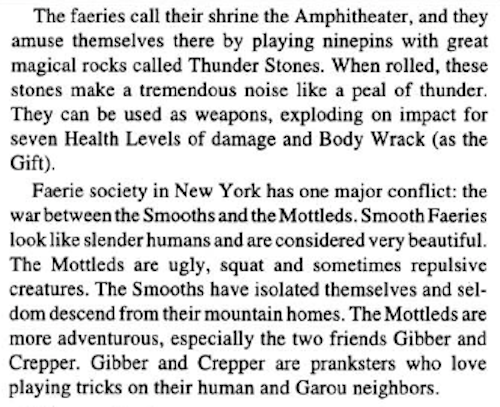 The faeries call their shrine the Amphitheater, and they
amuse themselves there by playing ninepins with great
magical rocks called Thunder Stones. When rolled, these
stones make a tremendous noise like a peal of thunder.
They can be used as weapons, exploding on impact for
seven Health Levels of damage and Body Wrack (as the
Gift).
Faerie society in New York has one major conflict: the
war between the Smooths and the Mottleds. Smooth Faeries
look like slender humans and are considered very beautiful.
The Mottleds are ugly, squat and sometimes repulsive
creatures. The Smooths have isolated themselves and sel-
dom descend from their mountain homes. The Mottleds are
more adventurous, especially the two friends Gibber and
Crepper. Gibber and Crepper are pranksters who love
playing tricks on their human and Garou neighbors.